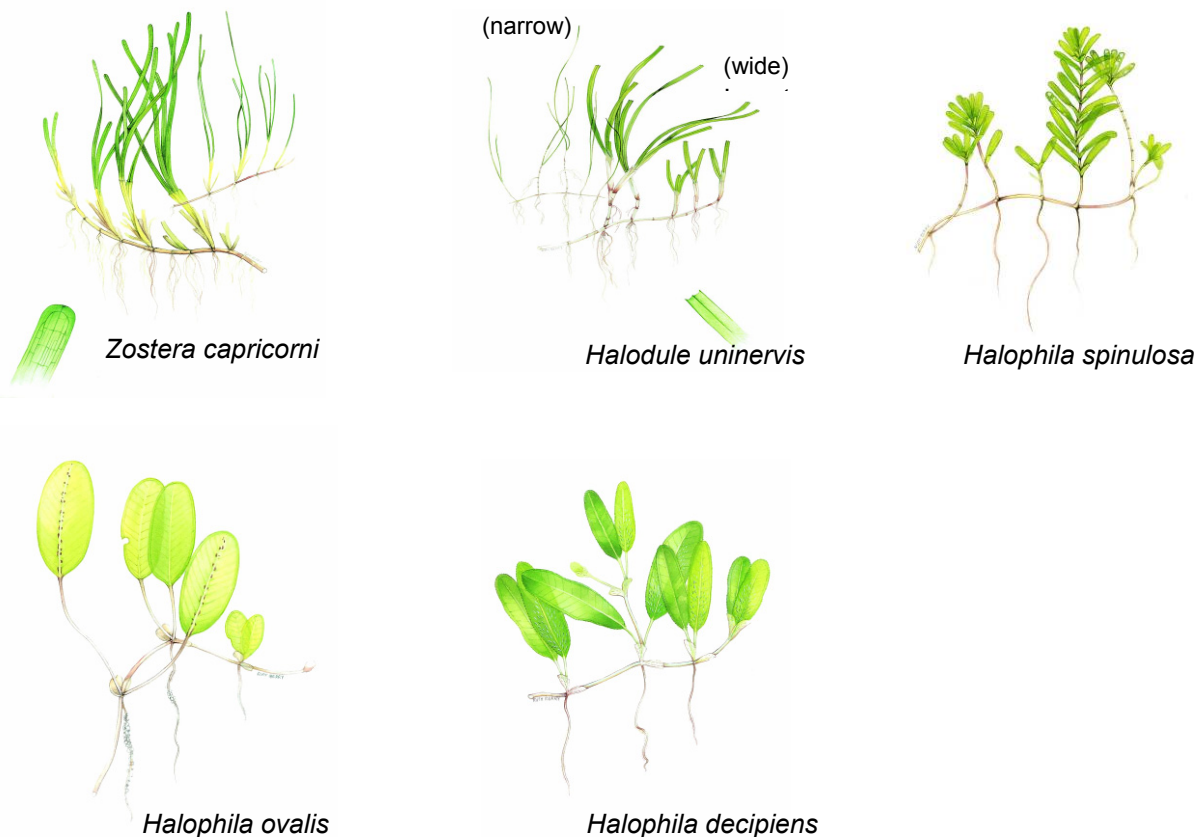 (narrow)
(wide)
Zostera capricorni
Halodule uninervis
Halophila spinulosa
Halophila ovalis
Halophila decipiens